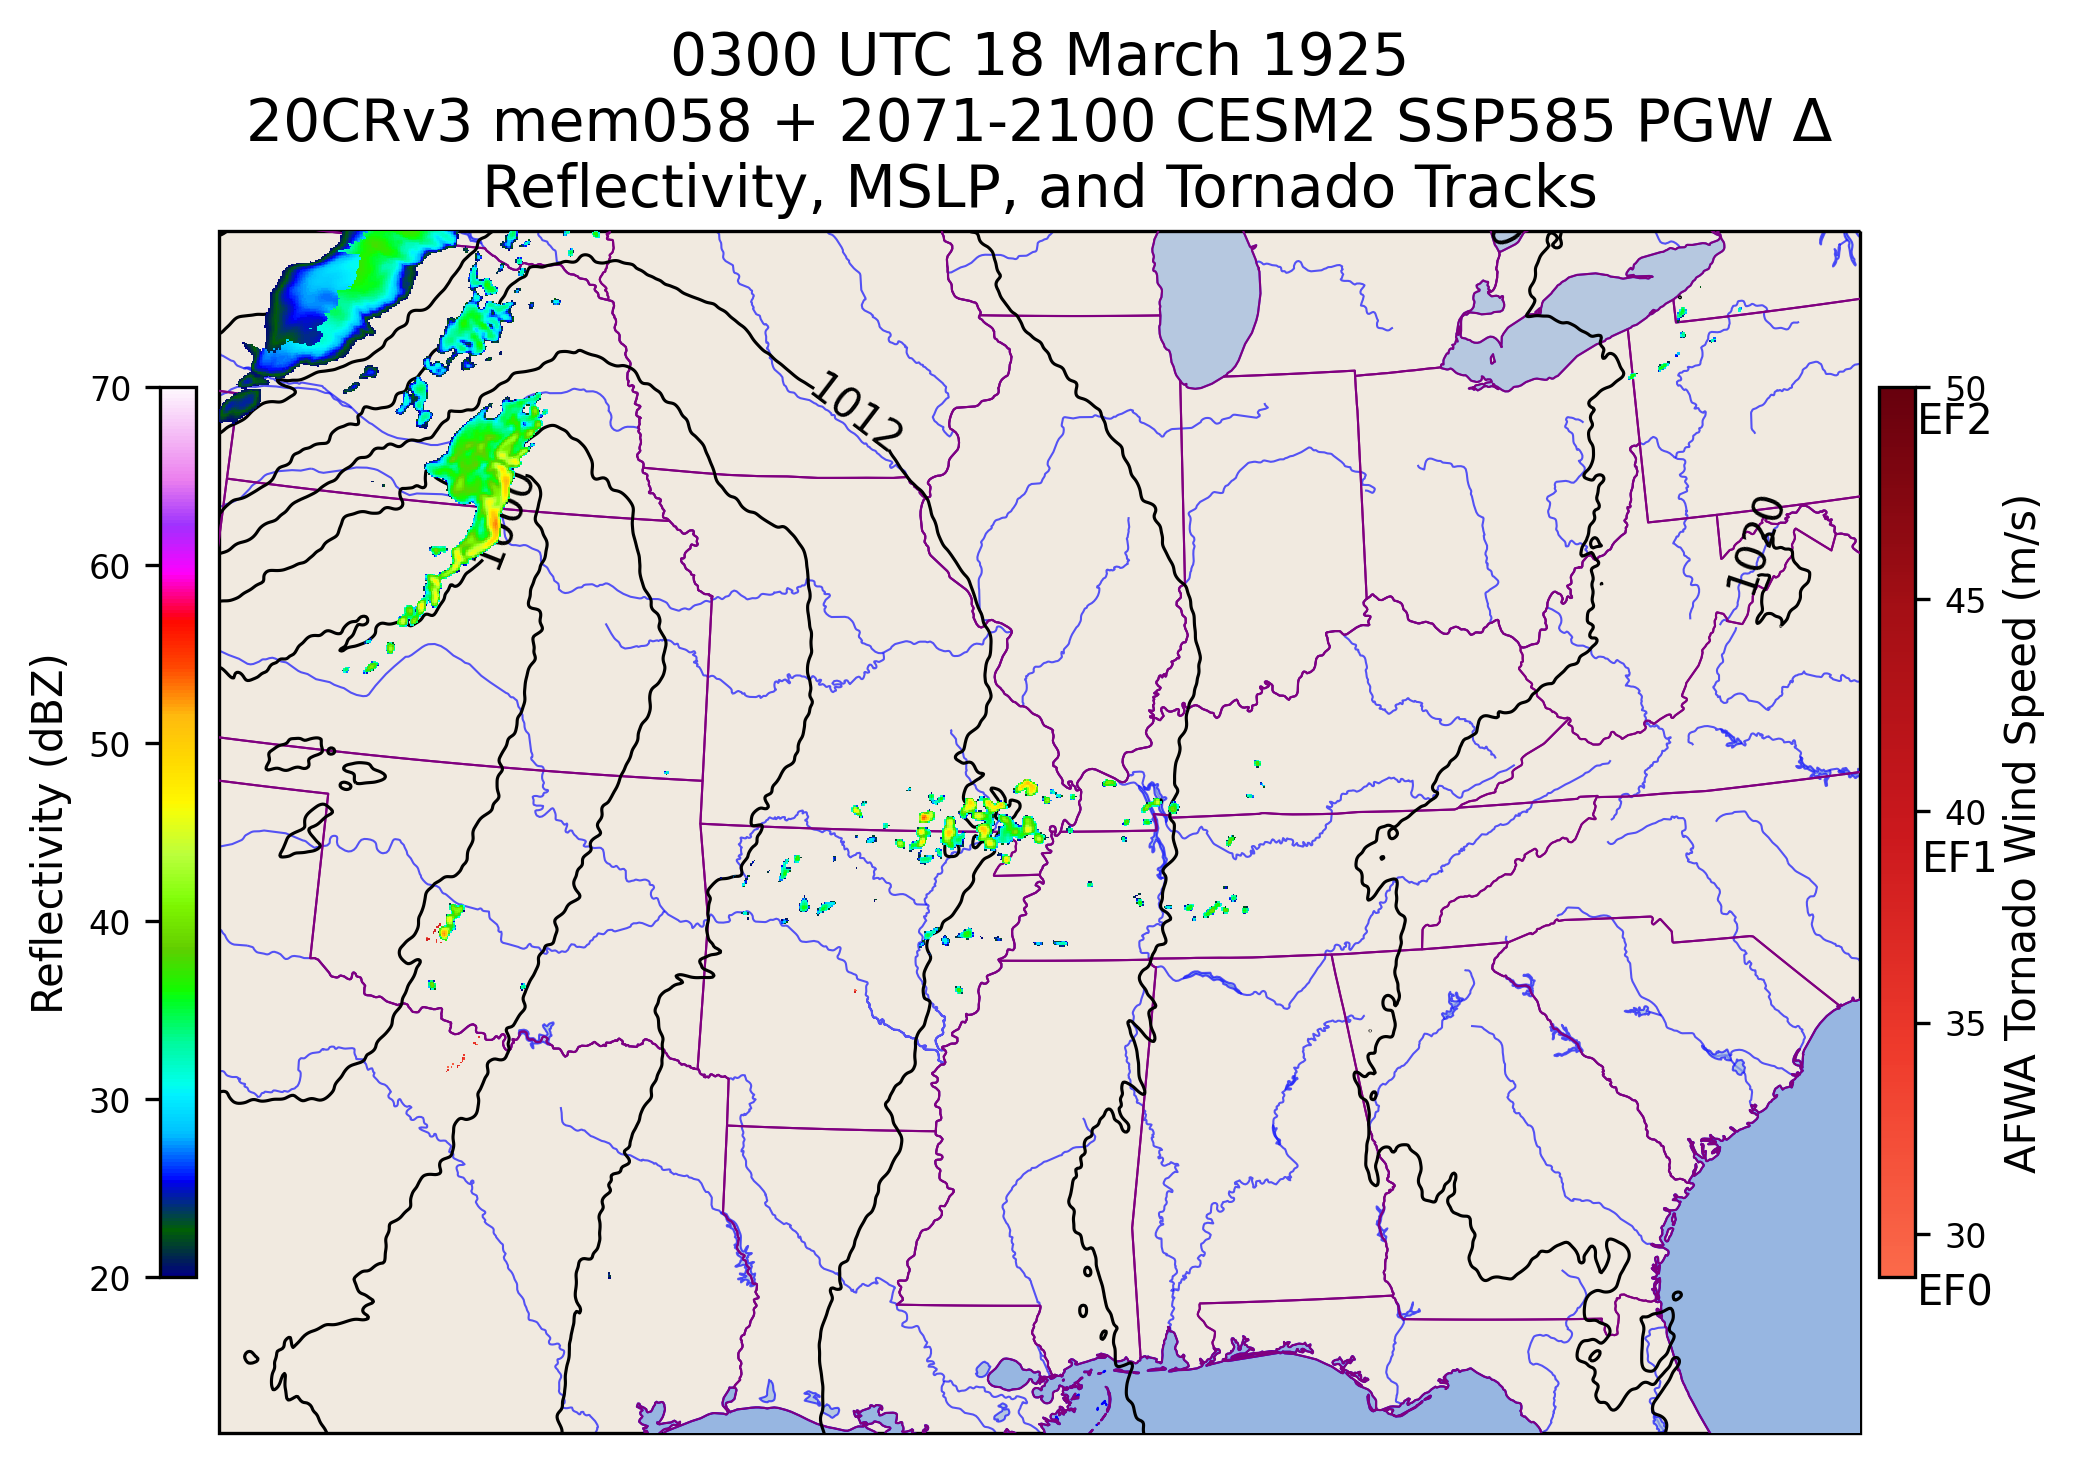 0300 UTC 18 March 1925
20CRv3 mem058 + 2071-2100 CESM2 SSP585 PGW Δ
Reflectivity, MSLP, and Tornado Tracks
Reflectivity (dBZ)
70
60
50
40
30
20
1012
1000
1020
50
EF2
45
40
EF1
35
30
EF0
AFWA Tornado Wind Speed (m/s)